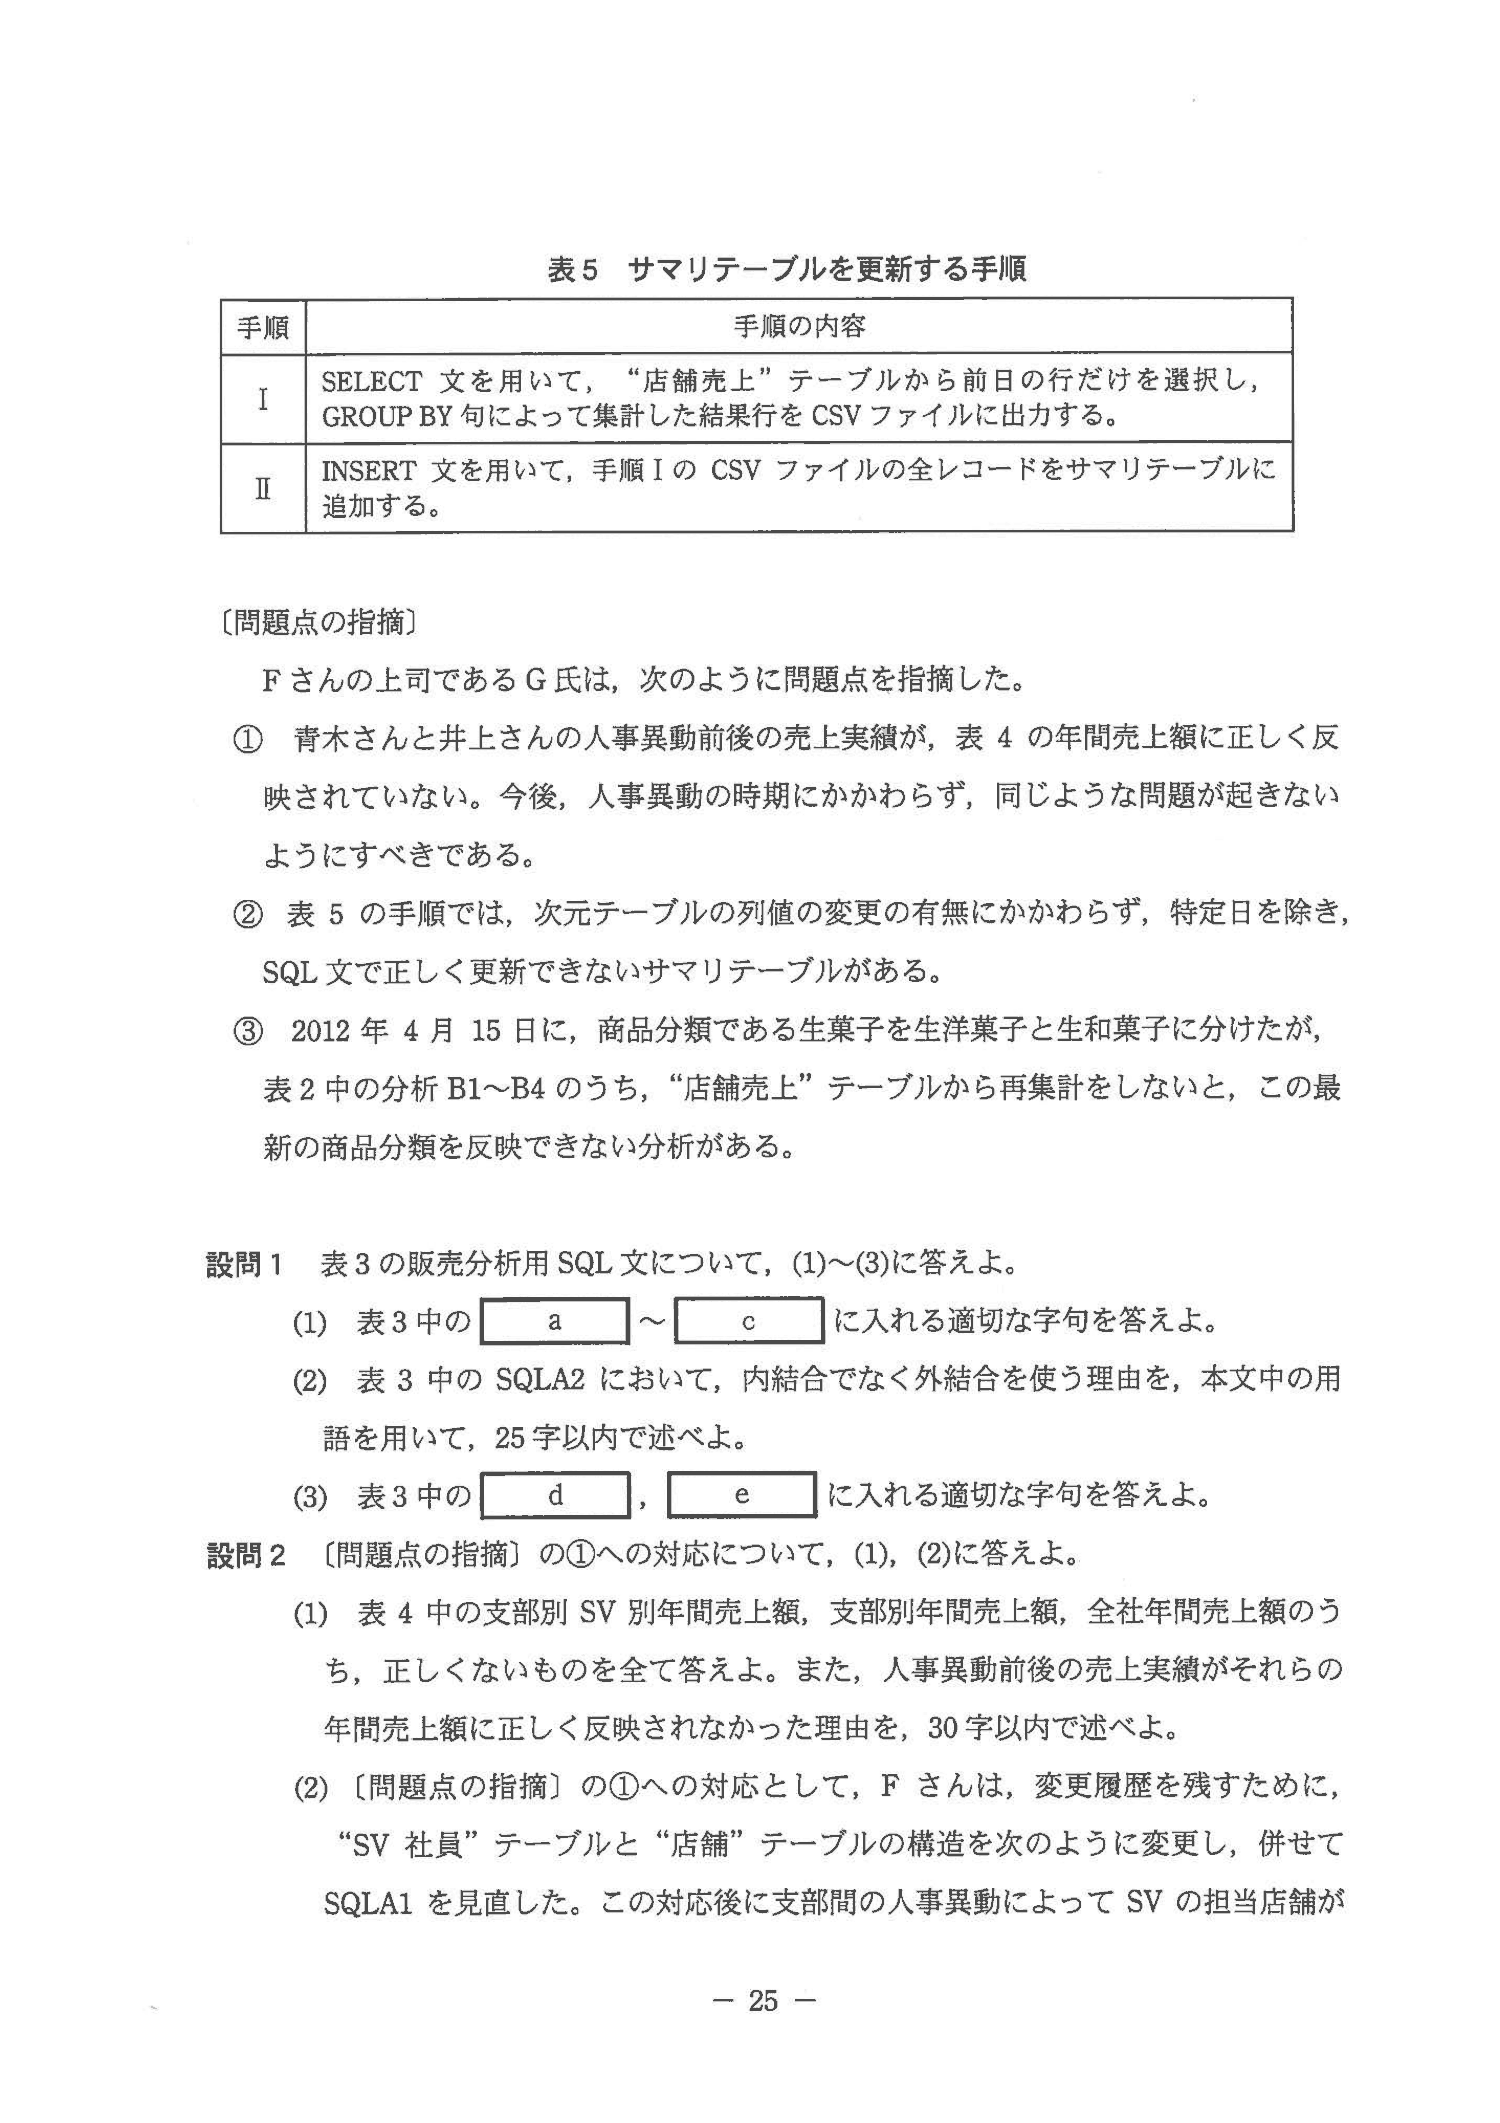 表5　サマリテーブルを更新する手順
手順　手順の内容
Ⅰ　SELECT 文を用いて，“店舗売上”テーブルから前日の行だけを選択し，
GROUP BY 句によって集計した結果行を CSV ファイルに出力する。
Ⅱ　INSERT 文を用いて，手順Ⅰの CSV ファイルの全レコードをサマリテーブルに
追加する。
〔問題点の指摘〕
F さんの上司である G 氏は，次のように問題点を指摘した。
①　青木さんと井上さんの人事異動前後の売上実績が，表 4 の年間売上額に正しく反
映されていない。今後，人事異動の時期にかかわらず，同じような問題が起きない
ようにすべきである。
②　表 5 の手順では，次元テーブルの列値の変更の有無にかかわらず，特定日を除き，
SQL 文で正しく更新できないサマリテーブルがある。
③　2012 年 4 月 15 日に，商品分類である生菓子を生洋菓子と生和菓子に分けたが，
表 2 中の分析 B1～B4 のうち，“店舗売上”テーブルから再集計をしないと，この最
新の商品分類を反映できない分析がある。
設問1　表 3 の販売分析用 SQL 文について，(1)～(3)に答えよ。
(1)　表 3 中の a ～ c に入れる適切な字句を答えよ。
(2)　表 3 中の SQLA2 において，内結合でなく外結合を使う理由を，本文中の用
語を用いて，25 字以内で述べよ。
(3)　表 3 中の d ， e に入れる適切な字句を答えよ。
設問2　〔問題点の指摘〕の①への対応について，(1)，(2)に答えよ。
(1)　表 4 中の支部別 SV 別年間売上額，支部別年間売上額，全社年間売上額のう
ち，正しくないものを全て答えよ。また，人事異動前後の売上実績がそれらの
年間売上額に正しく反映されなかった理由を，30 字以内で述べよ。
(2)　〔問題点の指摘〕の①への対応として，F さんは，変更履歴を残すために，
“SV 社員”テーブルと“店舗”テーブルの構造を次のように変更し，併せて
SQLA1 を見直した。この対応後に支部間の人事異動によって SV の担当店舗が
－ 25 －